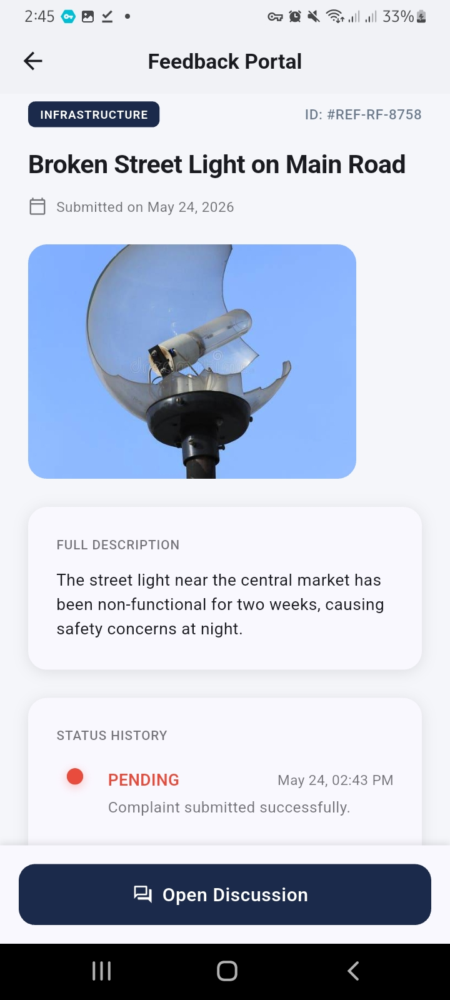 2:45
33%
Feedback Portal
INFRASTRUCTURE
ID: #REF-RF-8758
Broken Street Light on Main Road
Submitted on May 24, 2026
dreamstime
FULL DESCRIPTION
The street light near the central market has
been non-functional for two weeks, causing
safety concerns at night.
STATUS HISTORY
PENDING
May 24, 02:43 PM
Complaint submitted successfully.
Open Discussion